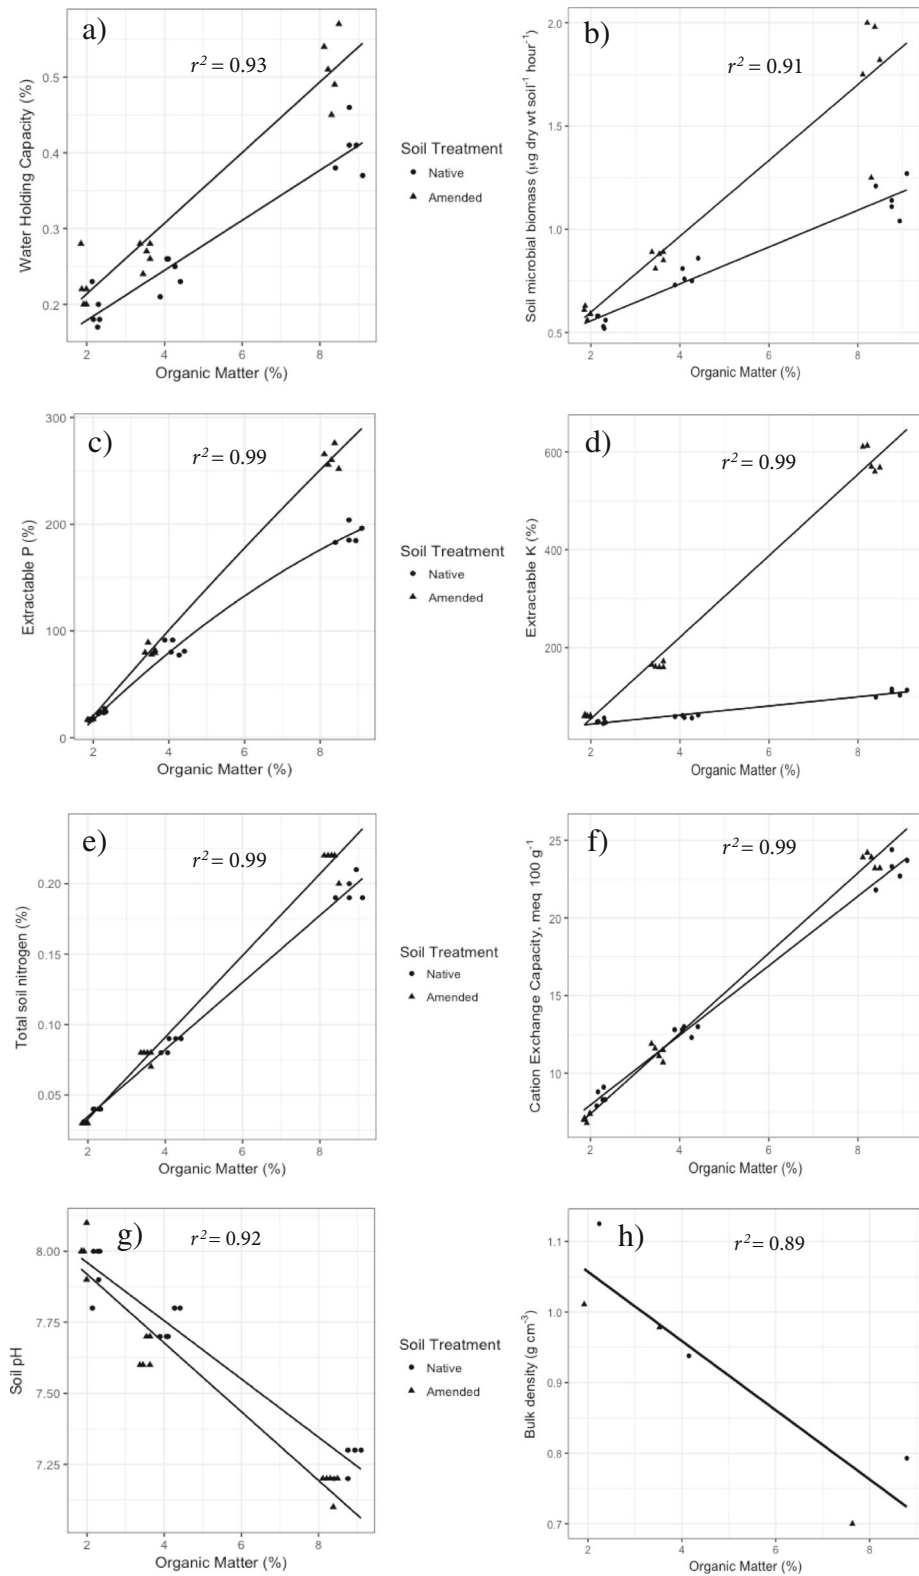 a)
r² = 0.93
0.5
0.4
0.3
0.2
2
4
6
8
Water Holding Capacity (%)
Organic Matter (%)
Soil Treatment
Native
Amended
b)
r² = 0.91
2.0
1.5
1.0
0.5
2
4
6
8
Soil microbial biomass (µg dry wt soil⁻¹ hour⁻¹)
Organic Matter (%)
c)
r² = 0.99
300
200
100
0
2
4
6
8
Extractable P (%)
Organic Matter (%)
Soil Treatment
Native
Amended
d)
r² = 0.99
600
400
200
2
4
6
8
Extractable K (%)
Organic Matter (%)
e)
r² = 0.99
0.20
0.15
0.10
0.05
2
4
6
8
Total soil nitrogen (%)
Organic Matter (%)
Soil Treatment
Native
Amended
f)
r² = 0.99
25
20
15
10
2
4
6
8
Cation Exchange Capacity, meq 100 g⁻¹
Organic Matter (%)
g)
r² = 0.92
8.00
7.75
7.50
7.25
2
4
6
8
Soil pH
Organic Matter (%)
Soil Treatment
Native
Amended
h)
r² = 0.89
1.1
1.0
0.9
0.8
0.7
2
4
6
8
Bulk density (g cm⁻³)
Organic Matter (%)